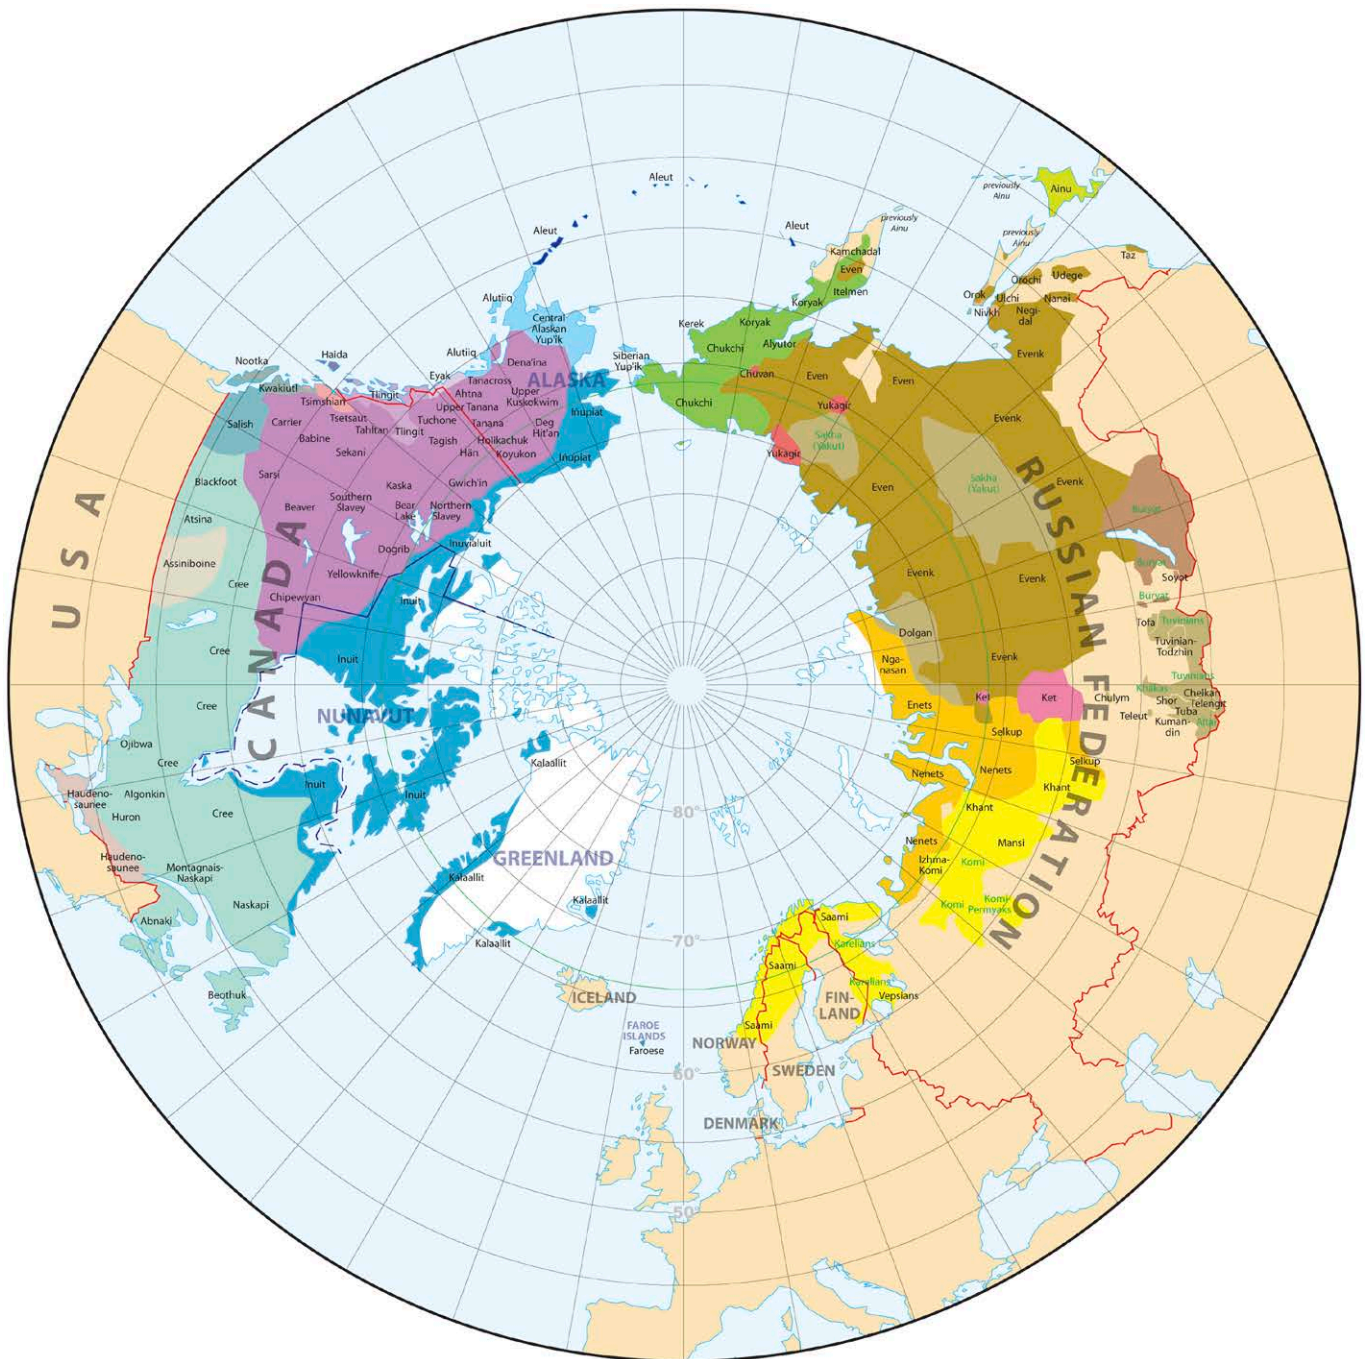 Aleut
previously
Ainu
Ainu
Aleut
Aleut
previously
Ainu
previously
Ainu
Kamchadal
Even
Itelmen
Koryak
Taz
Orochi
Udege
Orok
Ulchi
Nanai
Nivkh
Negi-
dal
Evenk
Alutiiq
Central
Alaskan
Yup'ik
Kerek
Koryak
Chukchi
Alyutor
Siberian
Yup'ik
Chuvan
Even
Even
Chukchi
Yukagir
Sakha
(Yakut)
Yukagir
Evenk
Even
Sakha
(Yakut)
Evenk
Buryat
Buryat
Soyot
Buryat
Tofa
Tuvinians
Tuvinian-
Todzhin
Tuvinians
Khakas
Chelkan
Telengit
Shor
Tuba
Kuman-
din
Altai
Chulym
Teleut
Evenk
Evenk
Evenk
Dolgan
Nga-
nasan
Ket
Ket
Enets
Selkup
Selkup
Nenets
Nenets
Khant
Khant
Mansi
Nenets
Izhma-
Komi
Komi
Komi
Komi-
Permyaks
RUSSIAN FEDERATION
Nootka
Haida
Alutiiq
Eyak
Dena'ina
ALASKA
Tanacross
Ahtna
Upper
Kuskokwim
Kwakiutl
Tlingit
Tsimshian
Upper Tanana
Inupiat
Salish
Carrier
Tsetsaut
Tahltan
Tuchone
Tanana
Deg
Hit'an
Babine
Tlingit
Tagish
Holikachuk
Sekani
Hän
Koyukon
Inupiat
Blackfoot
Sarsi
Kaska
Gwich'in
Southern
Slavey
Beaver
Bear
Lake
Northern
Slavey
Atsina
Dogrib
Inuvialuit
Assiniboine
Cree
Yellowknife
Chipewyan
Inuit
USA
CANADA
Cree
Inuit
Cree
NUNAVUT
Ojibwa
Cree
Haudeno-
saunee
Algonkin
Huron
Cree
Inuit
Inuit
Haudeno-
saunee
Montagnais-
Naskapi
Naskapi
Abnaki
Beothuk
Kalaallit
GREENLAND
Kalaallit
Kalaallit
Kalaallit
80°
70°
60°
50°
ICELAND
FAROE
ISLANDS
Faroese
Saami
Karelians
Saami
Karelians
Vepsians
FIN-
LAND
Saami
NORWAY
SWEDEN
DENMARK